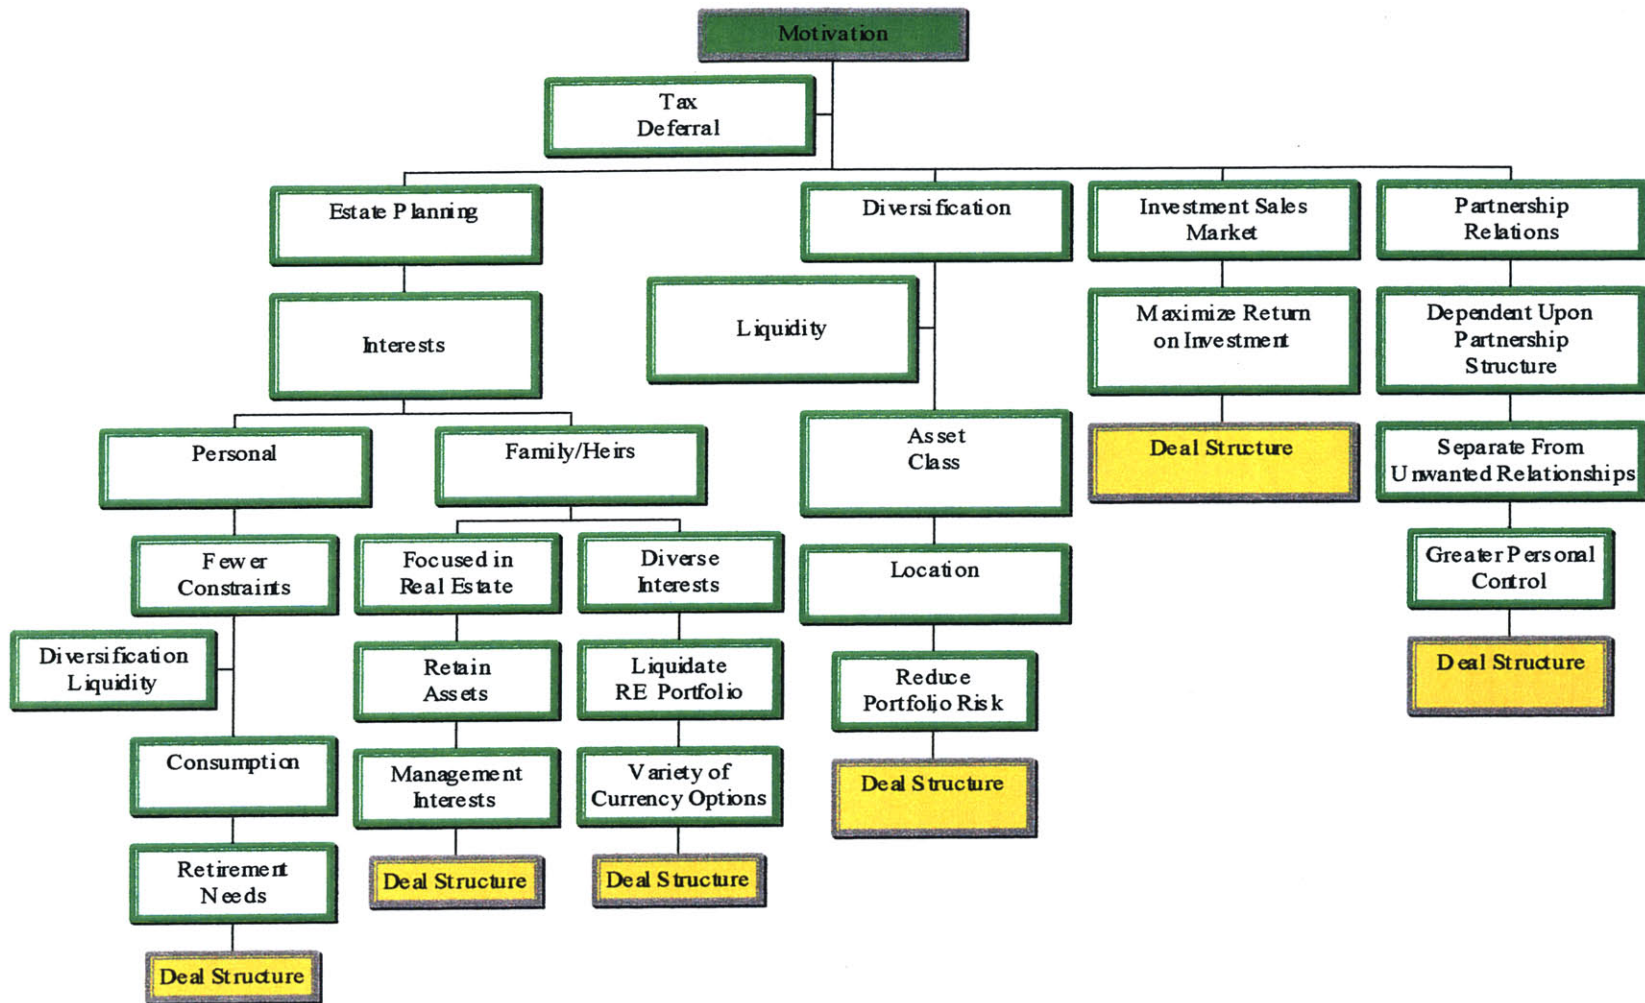 Motivation
Tax
Deferral
Estate Planning
Diversification
Investment Sales
Market
Partnership
Relations
Interests
Liquidity
Maximize Return
on Investment
Dependent Upon
Partnership
Structure
Personal
Family/Heirs
Asset
Class
Deal Structure
Separate From
Unwanted Relationships
Fewer
Constraints
Focused in
Real Estate
Diverse
Interests
Location
Greater Personal
Control
Diversification
Liquidity
Retain
Assets
Liquidate
RE Portfolio
Reduce
Portfolio Risk
Deal Structure
Consumption
Management
Interests
Variety of
Currency Options
Deal Structure
Retirement
Needs
Deal Structure
Deal Structure
Deal Structure